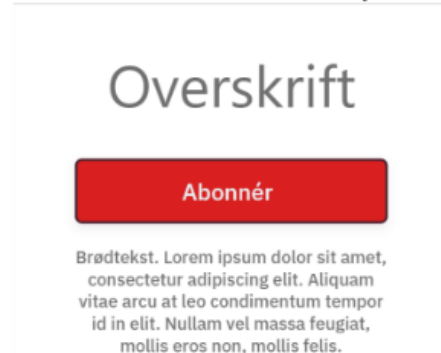 Overskrift
Abonnér
Brødtekst. Lorem ipsum dolor sit amet,
consectetur adipiscing elit. Aliquam
vitae arcu at leo condimentum tempor
id in elit. Nullam vel massa feugiat,
mollis eros non, mollis felis.